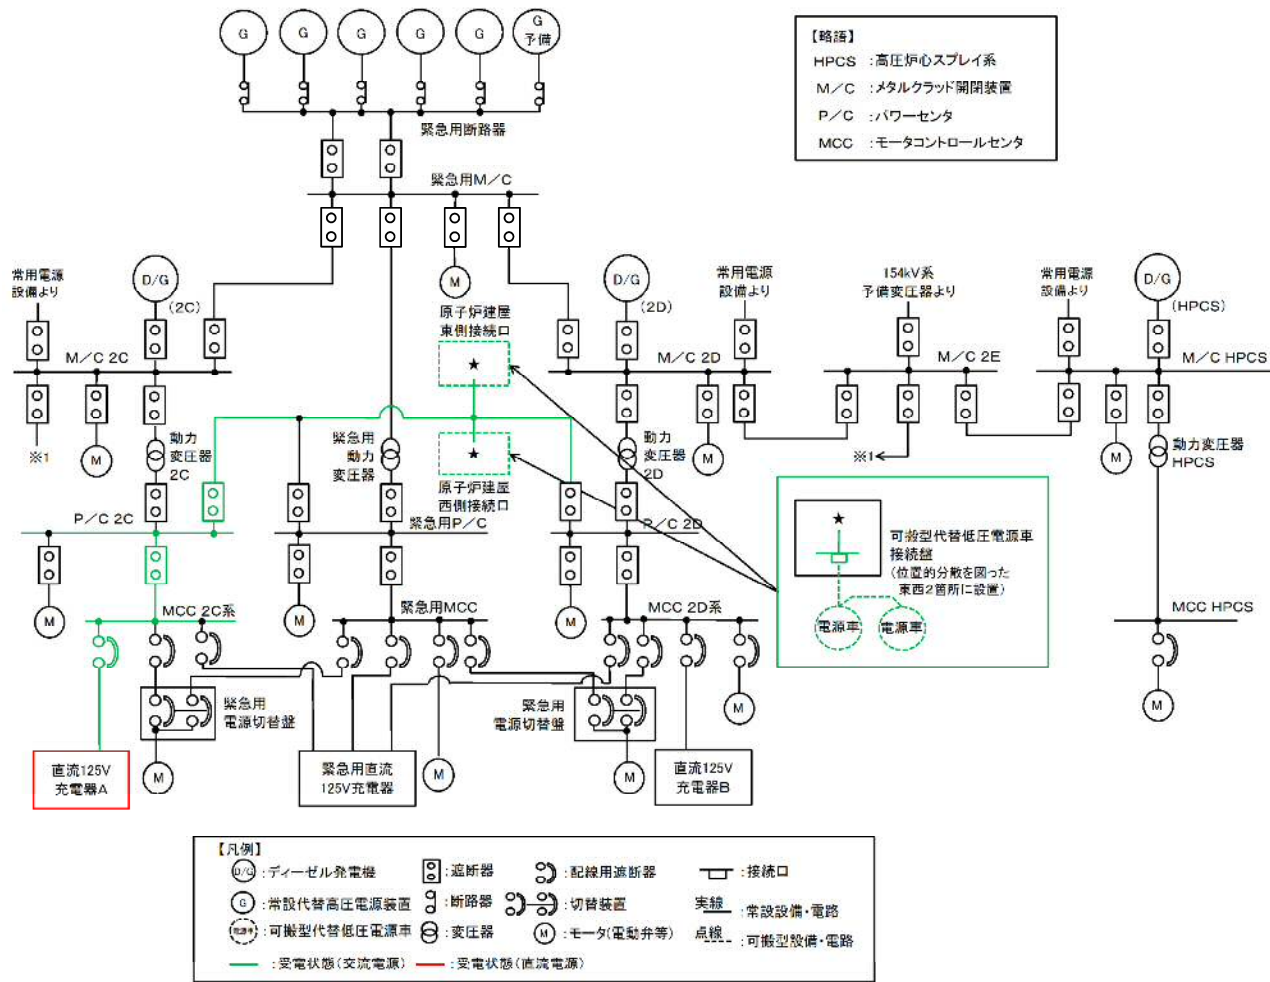 G
G
G
G
G
G
予備
【略語】
HPCS :高圧炉心スプレイ系
M/C :メタルクラッド開閉装置
P/C :パワーセンタ
MCC :モータコントロールセンタ
緊急用断路器
緊急用M/C
常用電源
設備より
D/G
(2C)
M
原子炉建屋
東側接続口
D/G
(2D)
常用電源
設備より
154kV系
予備変圧器より
常用電源
設備より
D/G
(HPCS)
M/C 2C
★
M/C 2D
M/C 2E
M/C HPCS
※1
M
動力
変圧器
2C
緊急用
動力
変圧器
★
原子炉建屋
西側接続口
動力
変圧器
2D
M
※1
M
動力変圧器
HPCS
P/C 2C
緊急用P/C
P/C 2D
★
可搬型代替低圧電源車
接続盤
(位置的分散を図った
東西2箇所に設置)
電源車
電源車
M
MCC 2C系
M
緊急用MCC
M
MCC 2D系
MCC HPCS
緊急用
電源切替盤
緊急用
電源切替盤
M
M
直流125V
充電器A
M
緊急用直流
125V充電器
M
M
直流125V
充電器B
【凡例】
D/G :ディーゼル発電機
:遮断器
:配線用遮断器
:接続口
G :常設代替高圧電源装置
:断路器
:切替装置
実線 :常設設備・電路
電源車 :可搬型代替低圧電源車
:変圧器
M :モータ(電動弁等)
点線 :可搬型設備・電路
:受電状態(交流電源)
:受電状態(直流電源)